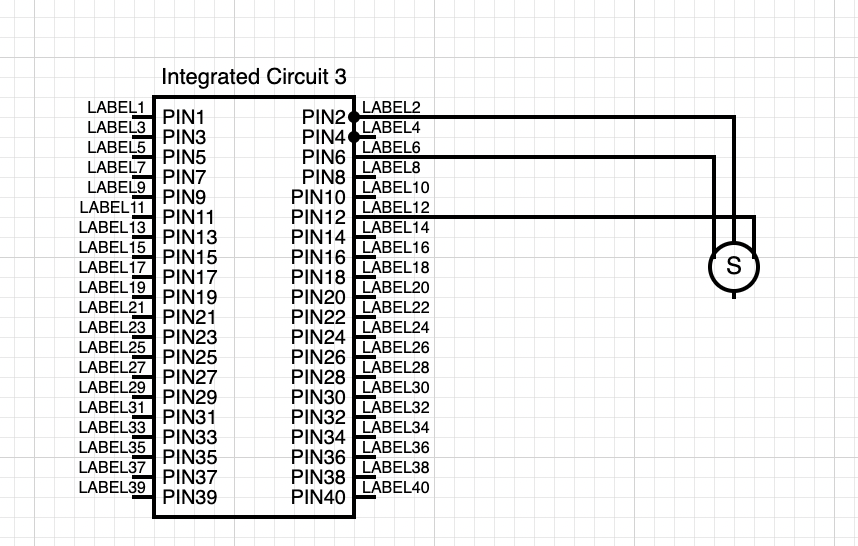 Integrated Circuit 3
LABEL1 PIN1 PIN2 LABEL2
LABEL3 PIN3 PIN4 LABEL4
LABEL5 PIN5 PIN6 LABEL6
LABEL7 PIN7 PIN8 LABEL8
LABEL9 PIN9 PIN10 LABEL10
LABEL11 PIN11 PIN12 LABEL12
LABEL13 PIN13 PIN14 LABEL14
LABEL15 PIN15 PIN16 LABEL16
LABEL17 PIN17 PIN18 LABEL18
LABEL19 PIN19 PIN20 LABEL20
LABEL21 PIN21 PIN22 LABEL22
LABEL23 PIN23 PIN24 LABEL24
LABEL25 PIN25 PIN26 LABEL26
LABEL27 PIN27 PIN28 LABEL28
LABEL29 PIN29 PIN30 LABEL30
LABEL31 PIN31 PIN32 LABEL32
LABEL33 PIN33 PIN34 LABEL34
LABEL35 PIN35 PIN36 LABEL36
LABEL37 PIN37 PIN38 LABEL38
LABEL39 PIN39 PIN40 LABEL40
S